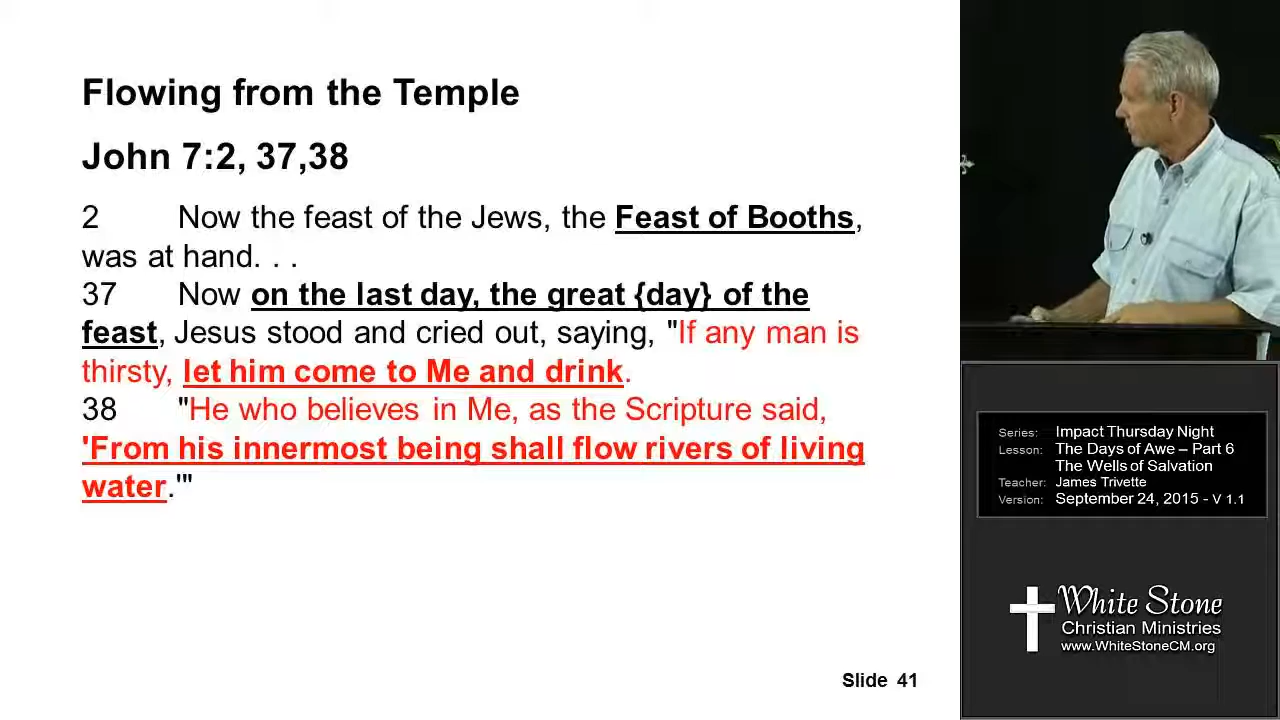 Flowing from the Temple
John 7:2, 37,38
2 Now the feast of the Jews, the Feast of Booths,
was at hand. . .
37 Now on the last day, the great {day} of the
feast, Jesus stood and cried out, saying, "If any man is
thirsty, let him come to Me and drink.
38 "He who believes in Me, as the Scripture said,
'From his innermost being shall flow rivers of living
water.'"
Slide 41
Series: Impact Thursday Night
Lesson: The Days of Awe – Part 6
The Wells of Salvation
Teacher: James Trivette
Version: September 24, 2015 - V 1.1
White Stone
Christian Ministries
www.WhiteStoneCM.org